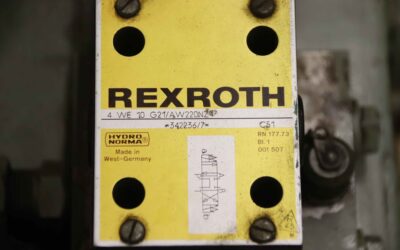 REXROTH
4 WE 10 G21/AW220NZ4
*342236/7*
C51
RN 177.73
Bl. 1
001 507
HYDRO
NORMA
Made in
West-Germany